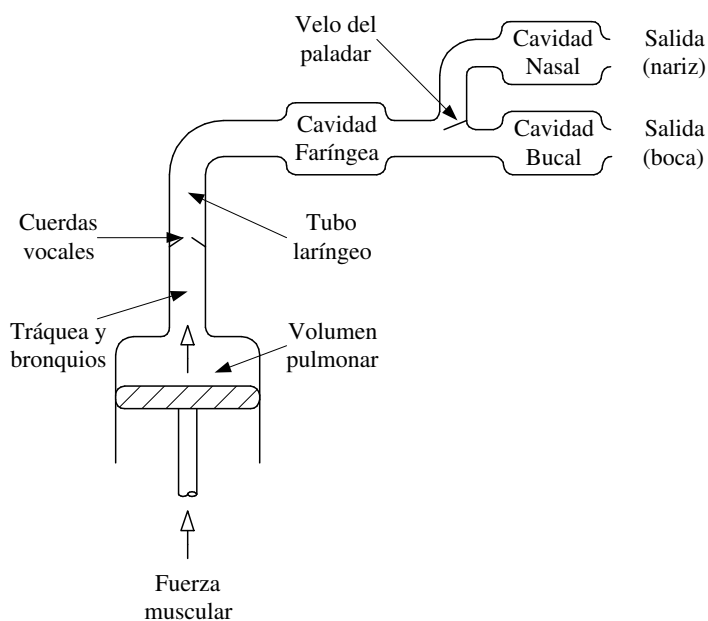 Velo del
paladar
Cavidad
Nasal
Salida
(nariz)
Cavidad
Faríngea
Cavidad
Bucal
Salida
(boca)
Cuerdas
vocales
Tubo
laríngeo
Tráquea y
bronquios
Volumen
pulmonar
Fuerza
muscular